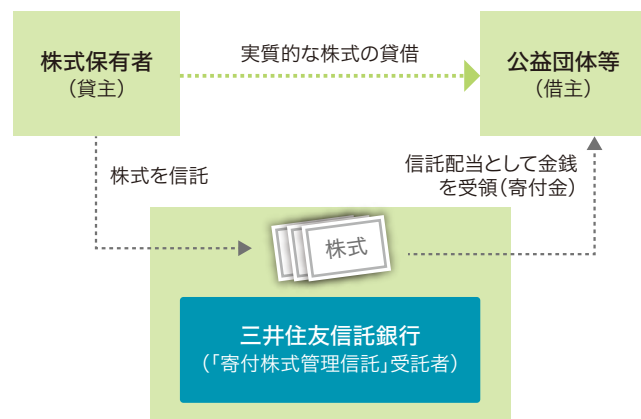 株式保有者
（貸主）
実質的な株式の貸借
公益団体等
（借主）
株式を信託
信託配当として金銭
を受領（寄付金）
株式
三井住友信託銀行
（「寄付株式管理信託」受託者）